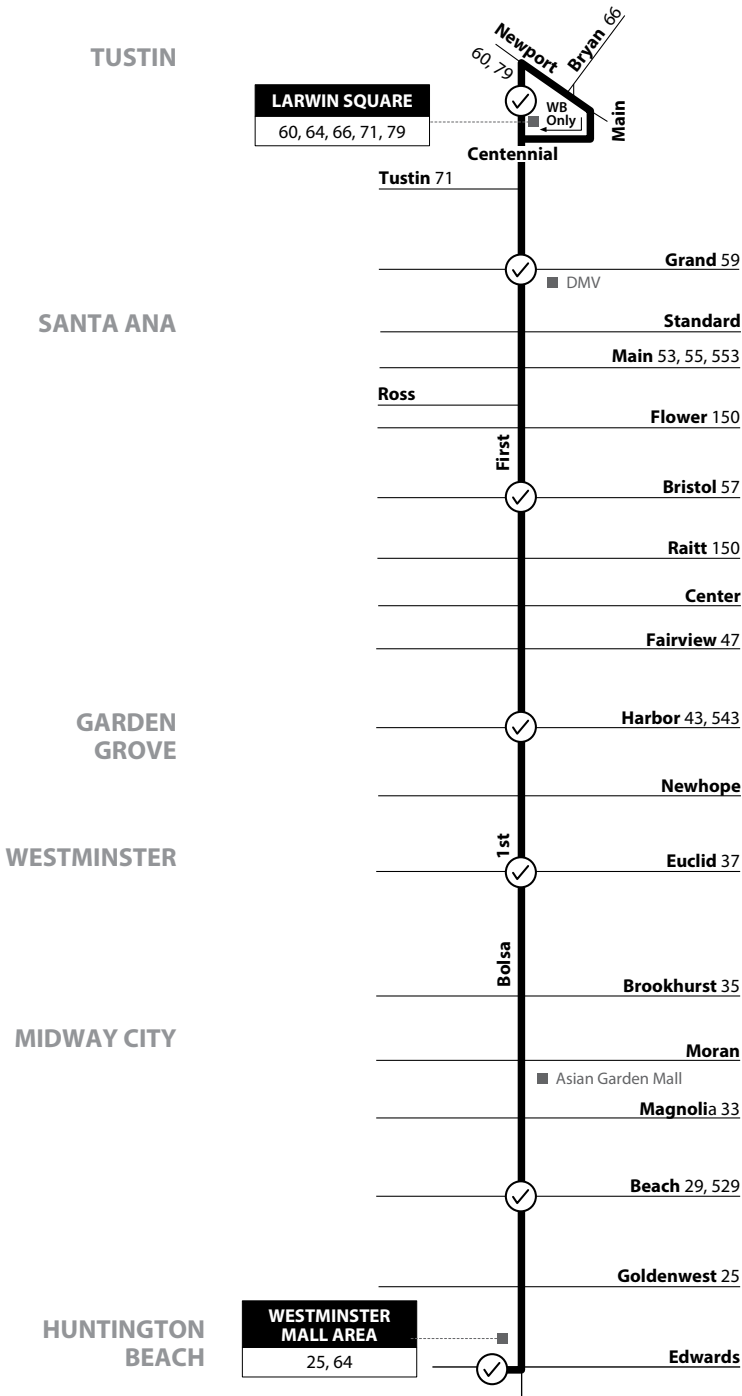 TUSTIN
Newport
60, 79
Bryan 66
LARWIN SQUARE
60, 64, 66, 71, 79
WB
Only
Main
Centennial
Tustin 71
Grand 59
DMV
SANTA ANA
Standard
Main 53, 55, 553
Ross
Flower 150
First
Bristol 57
Raitt 150
Center
Fairview 47
GARDEN
GROVE
Harbor 43, 543
Newhope
WESTMINSTER
1st
Euclid 37
Bolsa
Brookhurst 35
MIDWAY CITY
Moran
Asian Garden Mall
Magnolia 33
Beach 29, 529
Goldenwest 25
HUNTINGTON
BEACH
WESTMINSTER
MALL AREA
25, 64
Edwards